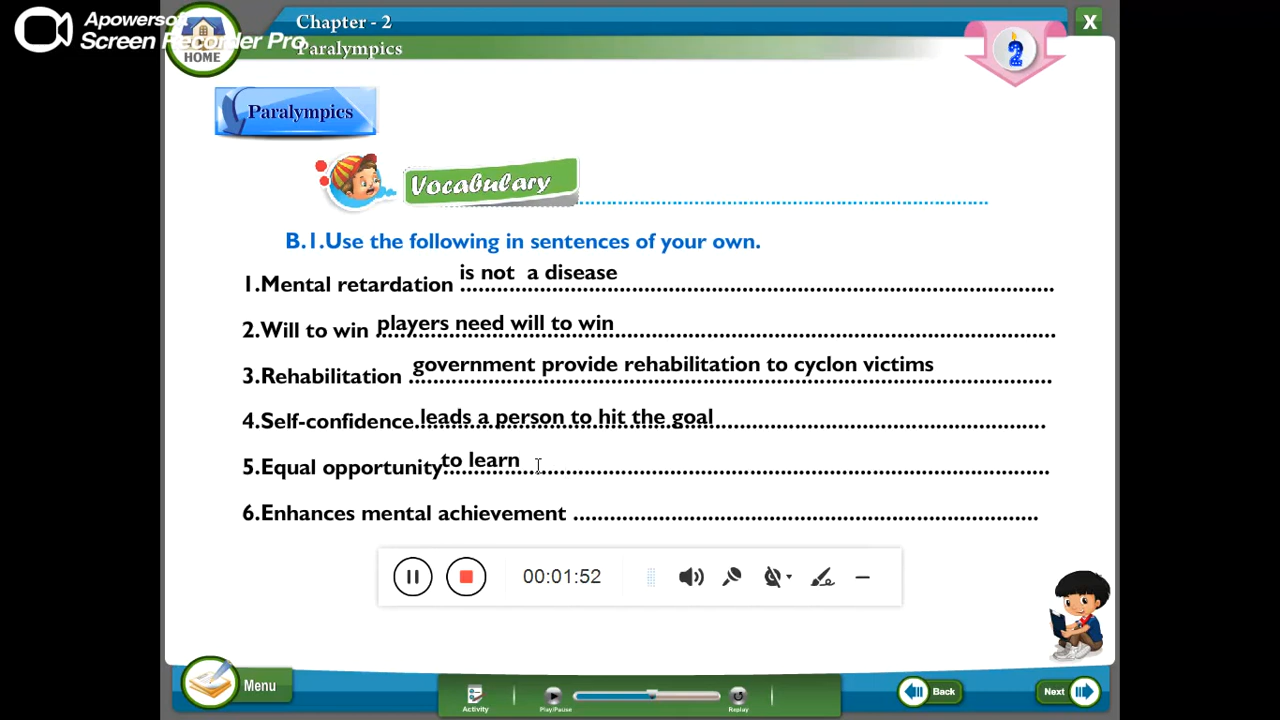 Apowersoft
Screen Recorder Pro
HOME
Chapter - 2
Paralympics
X
2
Paralympics
Vocabulary
B.1.Use the following in sentences of your own.
1.Mental retardation is not a disease
2.Will to win players need will to win
3.Rehabilitation government provide rehabilitation to cyclon victims
4.Self-confidence leads a person to hit the goal
5.Equal opportunity to learn
6.Enhances mental achievement
00:01:52
Menu
Activity
Play/Pause
Replay
Back
Next